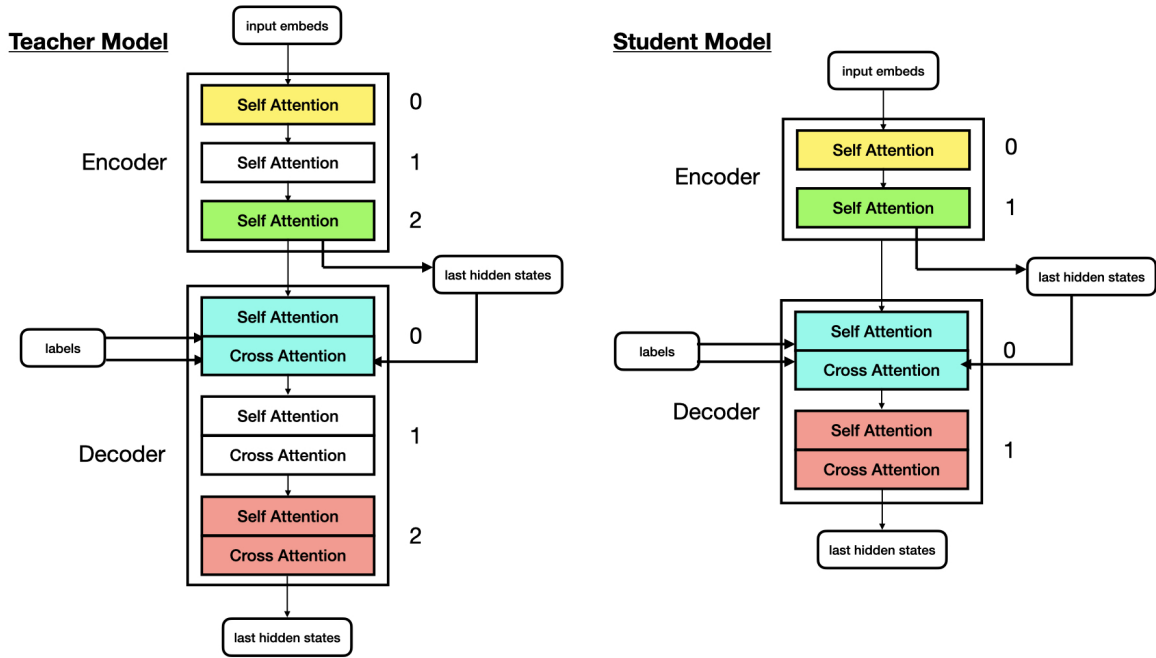 Teacher Model
input embeds
Self Attention
0
Encoder
Self Attention
1
Self Attention
2
last hidden states
Self Attention
0
labels
Cross Attention
Self Attention
1
Decoder
Cross Attention
Self Attention
2
Cross Attention
last hidden states
Student Model
input embeds
Self Attention
0
Encoder
Self Attention
1
last hidden states
Self Attention
0
labels
Cross Attention
Decoder
Self Attention
1
Cross Attention
last hidden states